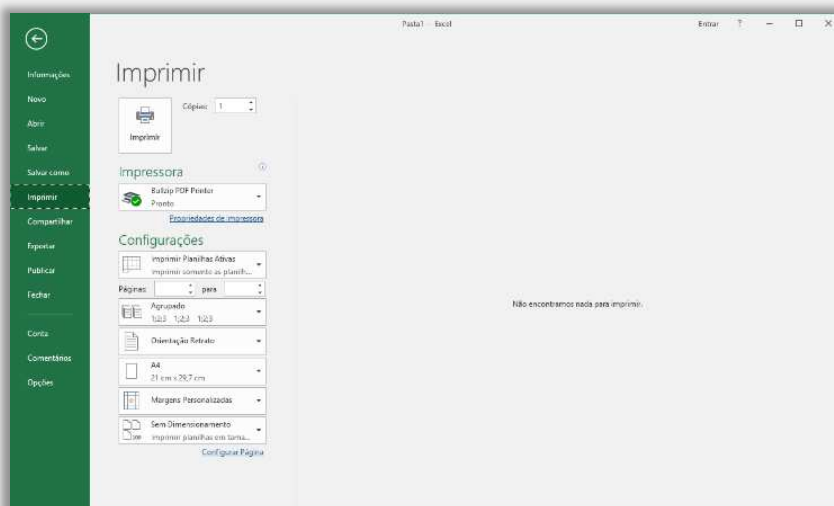 Pasta1 - Excel
Entrar ? – X
Informações
Novo
Abrir
Salvar
Salvar como
Imprimir
Compartilhar
Exportar
Publicar
Fechar
Conta
Comentários
Opções
Imprimir
Imprimir
Cópias: 1
Impressora
Bullzip PDF Printer
Pronto
Propriedades de Impressora
Configurações
Imprimir Planilhas Ativas
Imprimir somente as planilh...
Páginas: para
Agrupado
1;2;3 1;2;3 1;2;3
Orientação Retrato
A4
21 cm x 29,7 cm
Margens Personalizadas
Sem Dimensionamento
Imprimir planilhas em tama...
Configurar Página
Não encontramos nada para imprimir.